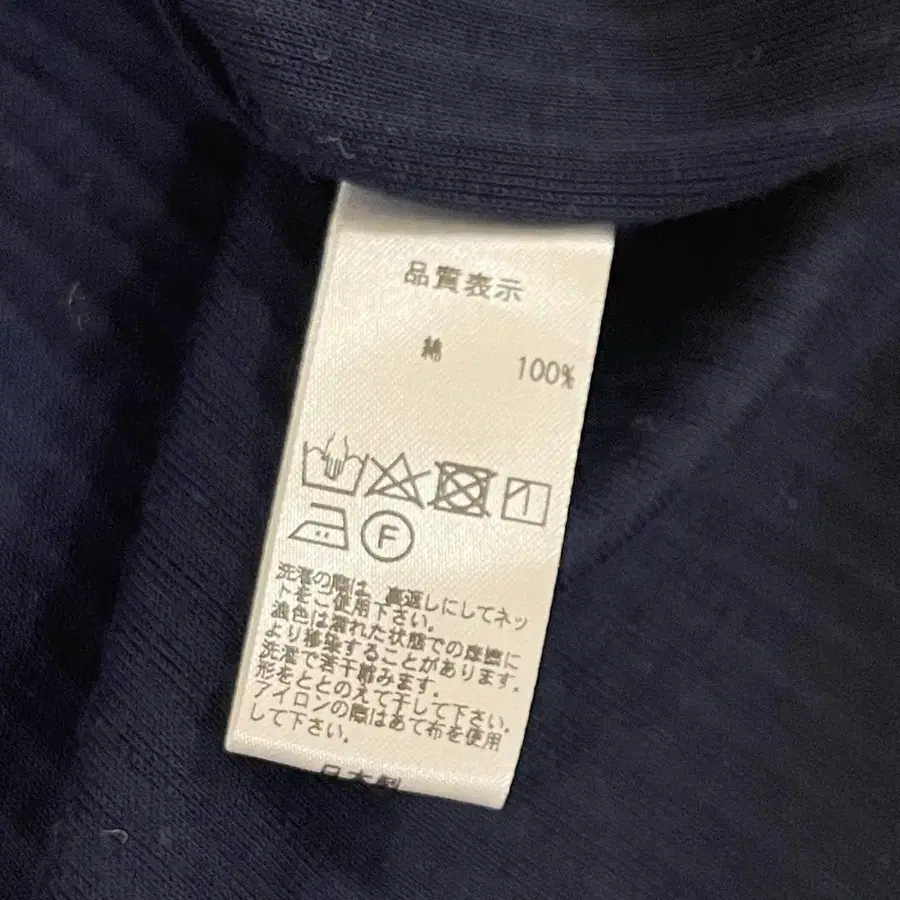 品質表示
綿 100%
F
洗濯の際は、裏返しにしてネッ
トをご使用下さい。
濃色は濡れた状態での摩擦に
より移染することがあります。
洗濯で若干縮みます。
形をととのえて干して下さい。
アイロンの際はあて布を使用
して下さい。
日本製